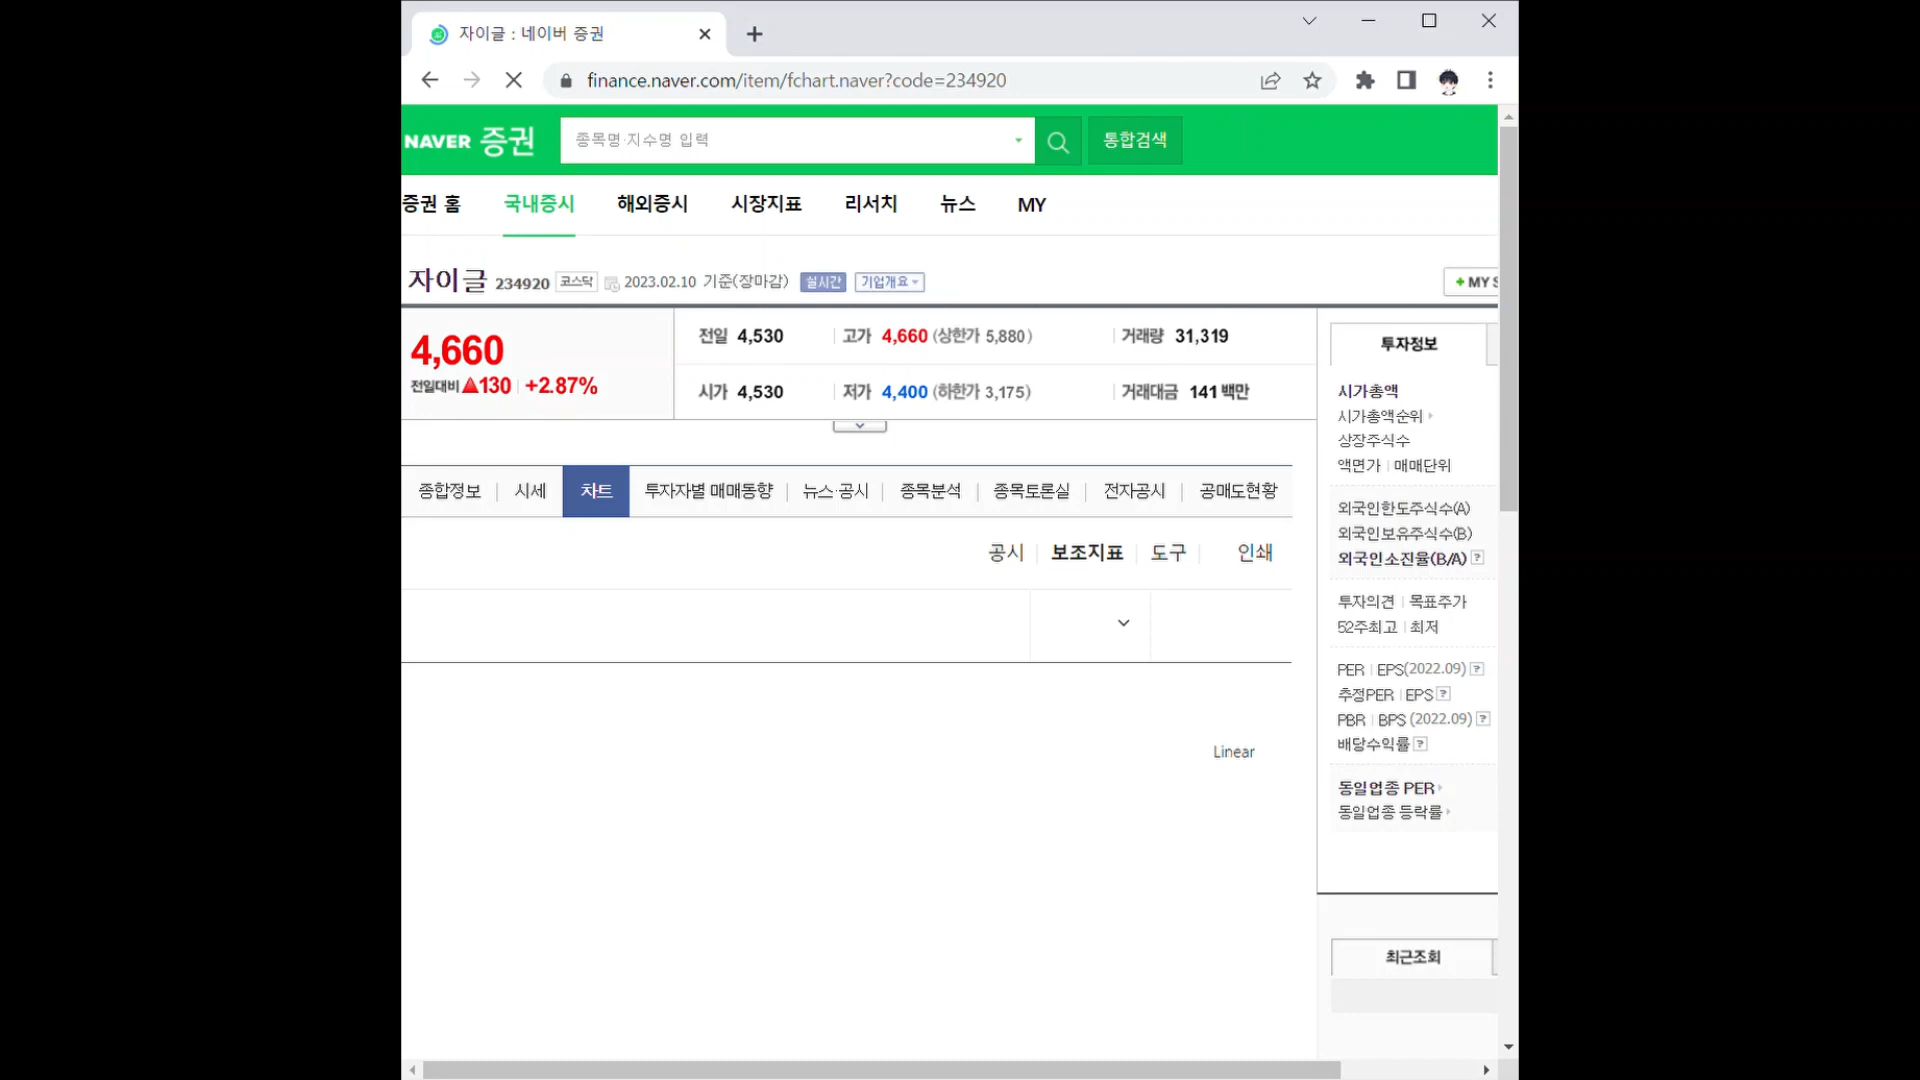 자이글 : 네이버 증권
finance.naver.com/item/fchart.naver?code=234920
NAVER 증권
종목명·지수명 입력
통합검색
증권 홈 국내증시 해외증시 시장지표 리서치 뉴스 MY
자이글 234920 코스닥 2023.02.10 기준(장마감) 실시간 기업개요
+ MY S
4,660
전일대비 ▲130 +2.87%
전일 4,530 고가 4,660 (상한가 5,880) 거래량 31,319
시가 4,530 저가 4,400 (하한가 3,175) 거래대금 141 백만
종합정보 시세 차트 투자자별 매매동향 뉴스·공시 종목분석 종목토론실 전자공시 공매도현황
공시 보조지표 도구 인쇄
Linear
투자정보
시가총액
시가총액순위
상장주식수
액면가 매매단위
외국인한도주식수(A)
외국인보유주식수(B)
외국인소진율(B/A) ?
투자의견 목표주가
52주최고 최저
PER EPS(2022.09) ?
추정PER EPS ?
PBR BPS (2022.09) ?
배당수익률 ?
동일업종 PER
동일업종 등락률
최근조회